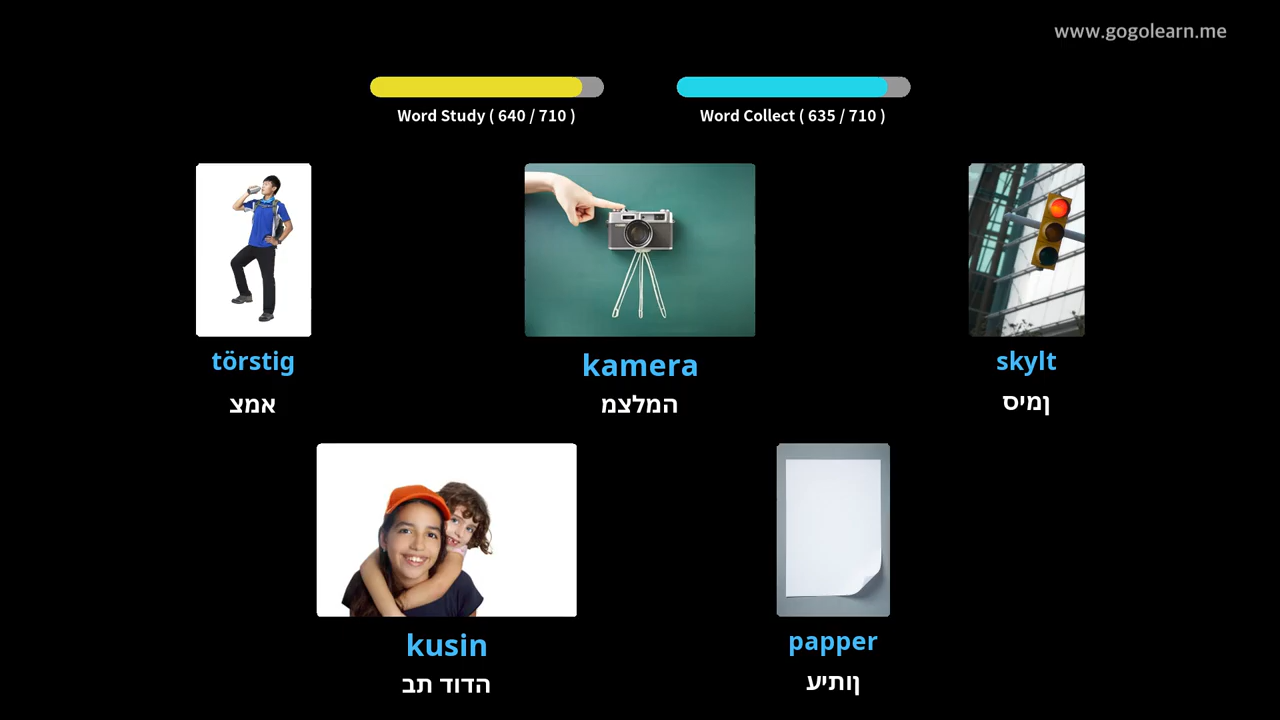 www.gogolearn.me
Word Study ( 640 / 710 )
Word Collect ( 635 / 710 )
törstig
kamera
skylt
אמצ
המלצמ
ןמיס
kusin
papper
הדוד תב
ןותיע